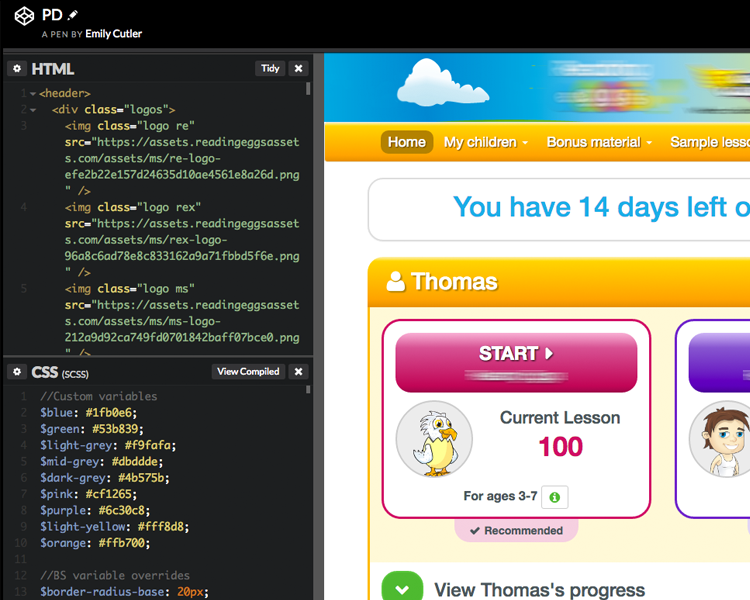 PD
A PEN BY Emily Cutler
HTML
Tidy
1 <header>
2 <div class="logos">
3 <img class="logo re"
src="https://assets.readingeggsasset
s.com/assets/ms/re-logo-
efe2b22e157d24635d10ae4561e8a26d.png
" />
4 <img class="logo rex"
src="https://assets.readingeggsasset
s.com/assets/ms/rex-logo-
96a8c6ad78e8c833162a9a71fbbd5f6e.png
" />
5 <img class="logo ms"
src="https://assets.readingeggsasset
s.com/assets/ms/ms-logo-
212a9d92ca749fd0701842baff07bce0.png
" />
CSS (SCSS)
View Compiled
1 //Custom variables
2 $blue: #1fb0e6;
3 $green: #53b839;
4 $light-grey: #f9fafa;
5 $mid-grey: #dbddde;
6 $dark-grey: #4b575b;
7 $pink: #cf1265;
8 $purple: #6c30c8;
9 $light-yellow: #fff8d8;
10 $orange: #ffb700;
11
12 //BS variable overrides
13 $border-radius-base: 20px;
Home My children Bonus material Sample lesso
You have 14 days left o
Thomas
START
Current Lesson
100
For ages 3-7
Recommended
View Thomas's progress